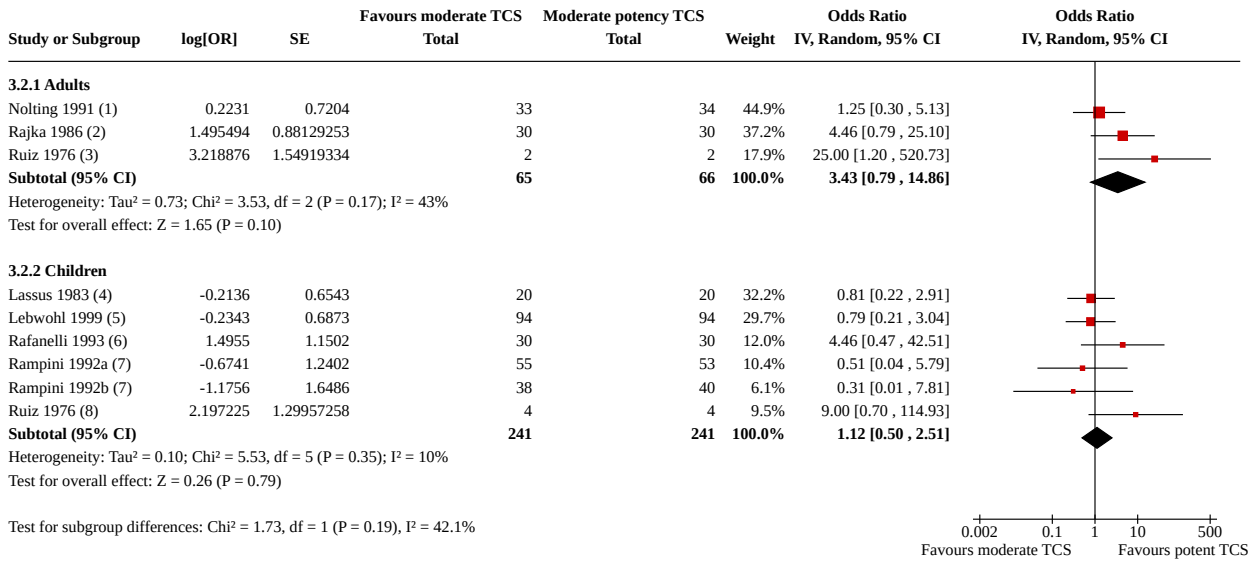 Favours moderate TCS Moderate potency TCS Odds Ratio Odds Ratio
Study or Subgroup log[OR] SE Total Total Weight IV, Random, 95% CI IV, Random, 95% CI
3.2.1 Adults
Nolting 1991 (1) 0.2231 0.7204 33 34 44.9% 1.25 [0.30 , 5.13]
Rajka 1986 (2) 1.495494 0.88129253 30 30 37.2% 4.46 [0.79 , 25.10]
Ruiz 1976 (3) 3.218876 1.54919334 2 2 17.9% 25.00 [1.20 , 520.73]
Subtotal (95% CI) 65 66 100.0% 3.43 [0.79 , 14.86]
Heterogeneity: Tau² = 0.73; Chi² = 3.53, df = 2 (P = 0.17); I² = 43%
Test for overall effect: Z = 1.65 (P = 0.10)
3.2.2 Children
Lassus 1983 (4) -0.2136 0.6543 20 20 32.2% 0.81 [0.22 , 2.91]
Lebwohl 1999 (5) -0.2343 0.6873 94 94 29.7% 0.79 [0.21 , 3.04]
Rafanelli 1993 (6) 1.4955 1.1502 30 30 12.0% 4.46 [0.47 , 42.51]
Rampini 1992a (7) -0.6741 1.2402 55 53 10.4% 0.51 [0.04 , 5.79]
Rampini 1992b (7) -1.1756 1.6486 38 40 6.1% 0.31 [0.01 , 7.81]
Ruiz 1976 (8) 2.197225 1.29957258 4 4 9.5% 9.00 [0.70 , 114.93]
Subtotal (95% CI) 241 241 100.0% 1.12 [0.50 , 2.51]
Heterogeneity: Tau² = 0.10; Chi² = 5.53, df = 5 (P = 0.35); I² = 10%
Test for overall effect: Z = 0.26 (P = 0.79)
Test for subgroup differences: Chi² = 1.73, df = 1 (P = 0.19), I² = 42.1%
0.002 0.1 1 10 500
Favours moderate TCS Favours potent TCS